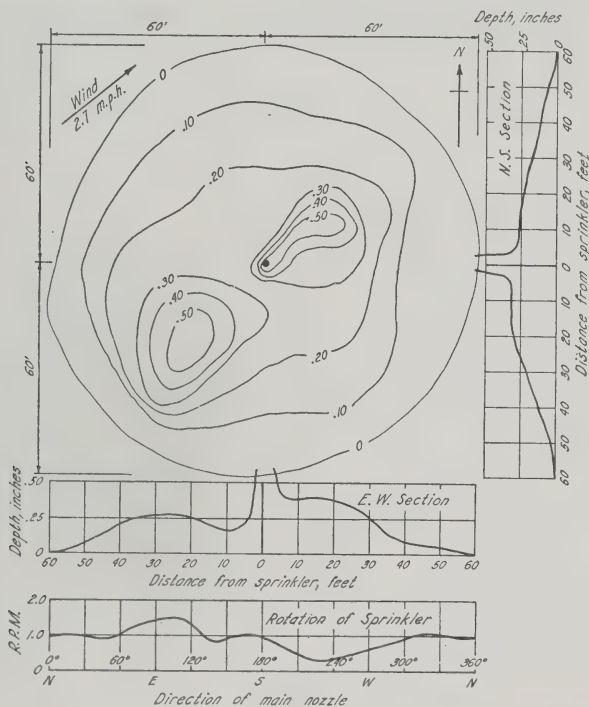 60' 60'
Depth, inches
.50 .25 0
N
Wind
2.7 m.p.h.
0
.10
.20
.30
.40
.50
60'
60'
.30
.40
.50
.20
.10
0
N.S. Section
60 50 40 30 20 10 0 10 20 30 40 50 60
Distance from sprinkler, feet
Depth, inches
.50
.25
0
E.W. Section
60 50 40 30 20 10 0 10 20 30 40 50 60
Distance from sprinkler, feet
R.P.M.
2.0
1.0
Rotation of Sprinkler
0° 60° 120° 180° 240° 300° 360°
N E S W N
Direction of main nozzle